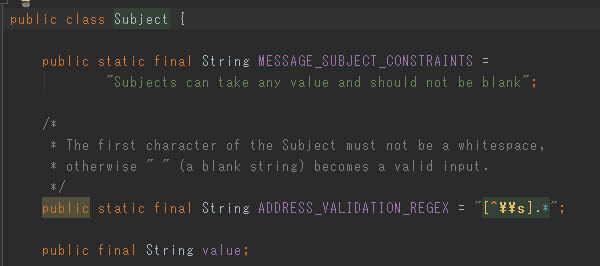 public class Subject {
public static final String MESSAGE_SUBJECT_CONSTRAINTS =
"Subjects can take any value and should not be blank";
/*
* The first character of the Subject must not be a whitespace,
* otherwise " " (a blank string) becomes a valid input.
*/
public static final String ADDRESS_VALIDATION_REGEX = "[^¥¥s].*";
public final String value;